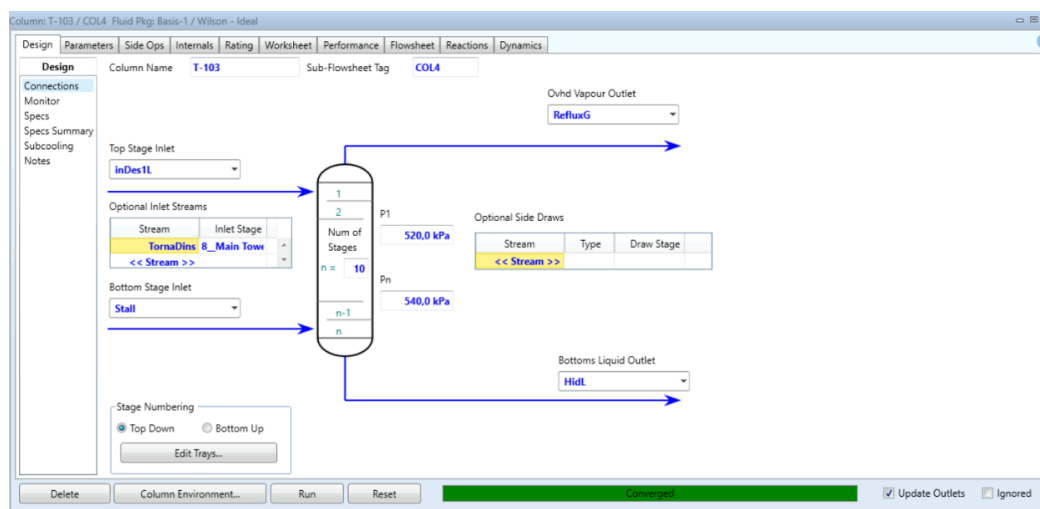 Column: T-103 / COL4 Fluid Pkg: Basis-1 / Wilson - Ideal
Design Parameters Side Ops Internals Rating Worksheet Performance Flowsheet Reactions Dynamics
Design
Connections
Monitor
Specs
Specs Summary
Subcooling
Notes
Column Name T-103 Sub-Flowsheet Tag COL4
Ovhd Vapour Outlet
RefluxG
Top Stage Inlet
inDes1L
Optional Inlet Streams
Stream Inlet Stage
TornaDins 8__Main Towe
<< Stream >>
Bottom Stage Inlet
Stall
1
2
Num of
Stages
n = 10
n-1
n
P1
520,0 kPa
Pn
540,0 kPa
Optional Side Draws
Stream Type Draw Stage
<< Stream >>
Bottoms Liquid Outlet
HidL
Stage Numbering
Top Down Bottom Up
Edit Trays...
Delete Column Environment... Run Reset Converged Update Outlets Ignored